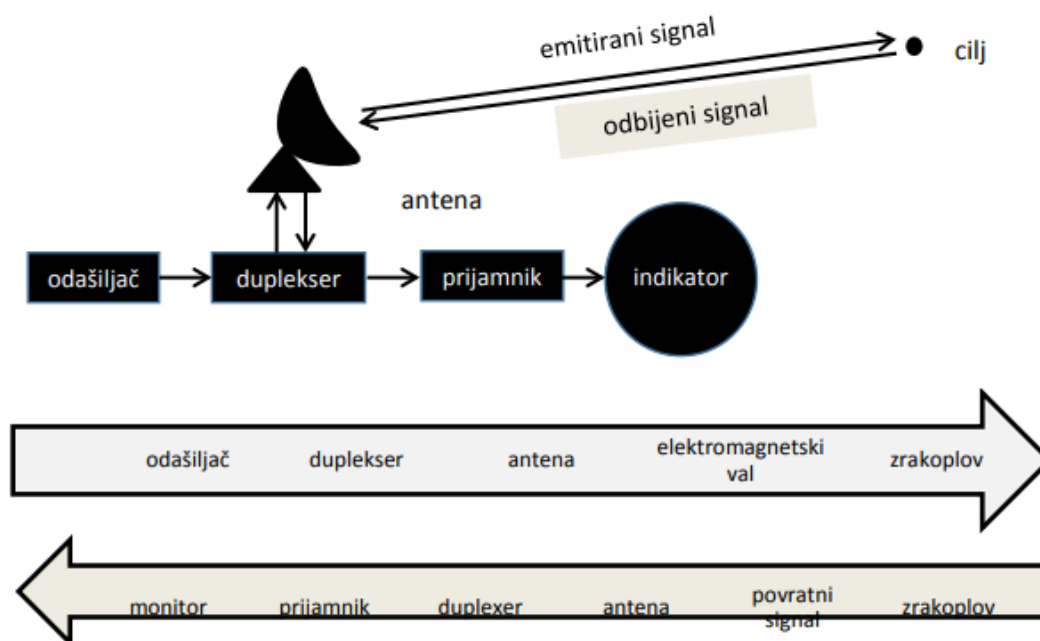 emitirani signal
cilj
odbijeni signal
antena
odašiljač
duplekser
prijamnik
indikator
odašiljač
duplekser
antena
elektromagnetski
val
zrakoplov
monitor
prijamnik
duplexer
antena
povratni
signal
zrakoplov